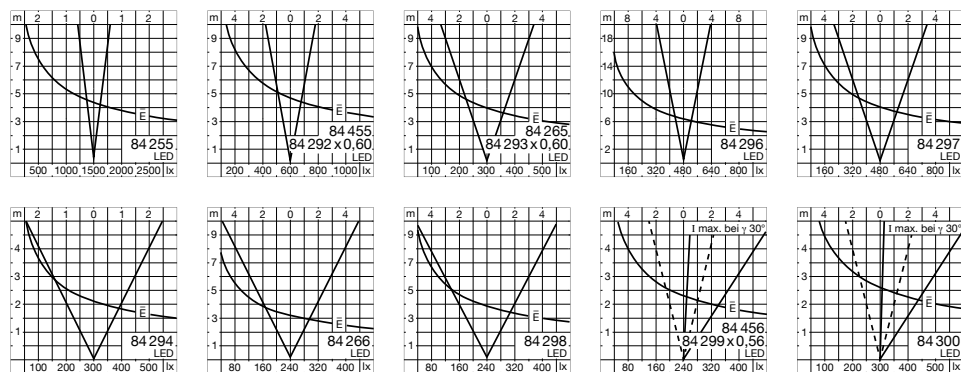 m 2 1 0 1 2
9
7
5
3
1
E̅
84 255
LED
500 1000 1500 2000 2500 lx
m 4 2 0 2 4
9
7
5
3
1
E̅
84 455
84 292 x 0,60
LED
200 400 600 800 1000 lx
m 4 2 0 2 4
9
7
5
3
1
E̅
84 265
84 293 x 0,60
LED
100 200 300 400 500 lx
m 8 4 0 4 8
18
14
10
6
2
E̅
84 296
LED
160 320 480 640 800 lx
m 4 2 0 2 4
9
7
5
3
1
E̅
84 297
LED
160 320 480 640 800 lx
m 2 1 0 1 2
4
3
2
1
E̅
84 294
LED
100 200 300 400 500 lx
m 4 2 0 2 4
4
3
2
1
E̅
84 266
LED
80 160 240 320 400 lx
m 4 2 0 2 4
9
7
5
3
1
E̅
84 298
LED
80 160 240 320 400 lx
m 4 2 0 2 4
I max. bei γ 30°
4
3
2
1
E̅
84 456
84 299 x 0,56
LED
80 160 240 320 400 lx
m 4 2 0 2 4
I max. bei γ 30°
4
3
2
1
E̅
84 300
LED
100 200 300 400 500 lx